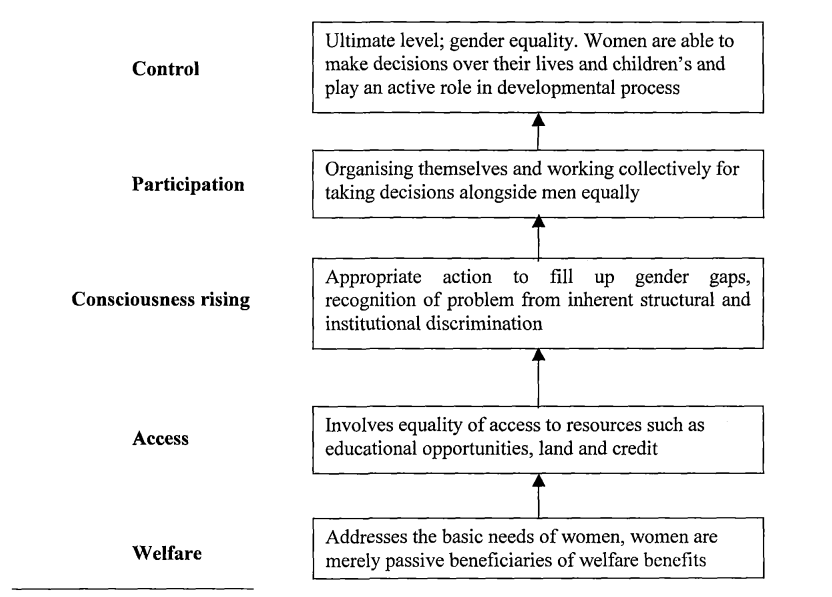 Control
Ultimate level; gender equality. Women are able to
make decisions over their lives and children's and
play an active role in developmental process
Participation
Organising themselves and working collectively for
taking decisions alongside men equally
Consciousness rising
Appropriate action to fill up gender gaps,
recognition of problem from inherent structural and
institutional discrimination
Access
Involves equality of access to resources such as
educational opportunities, land and credit
Welfare
Addresses the basic needs of women, women are
merely passive beneficiaries of welfare benefits